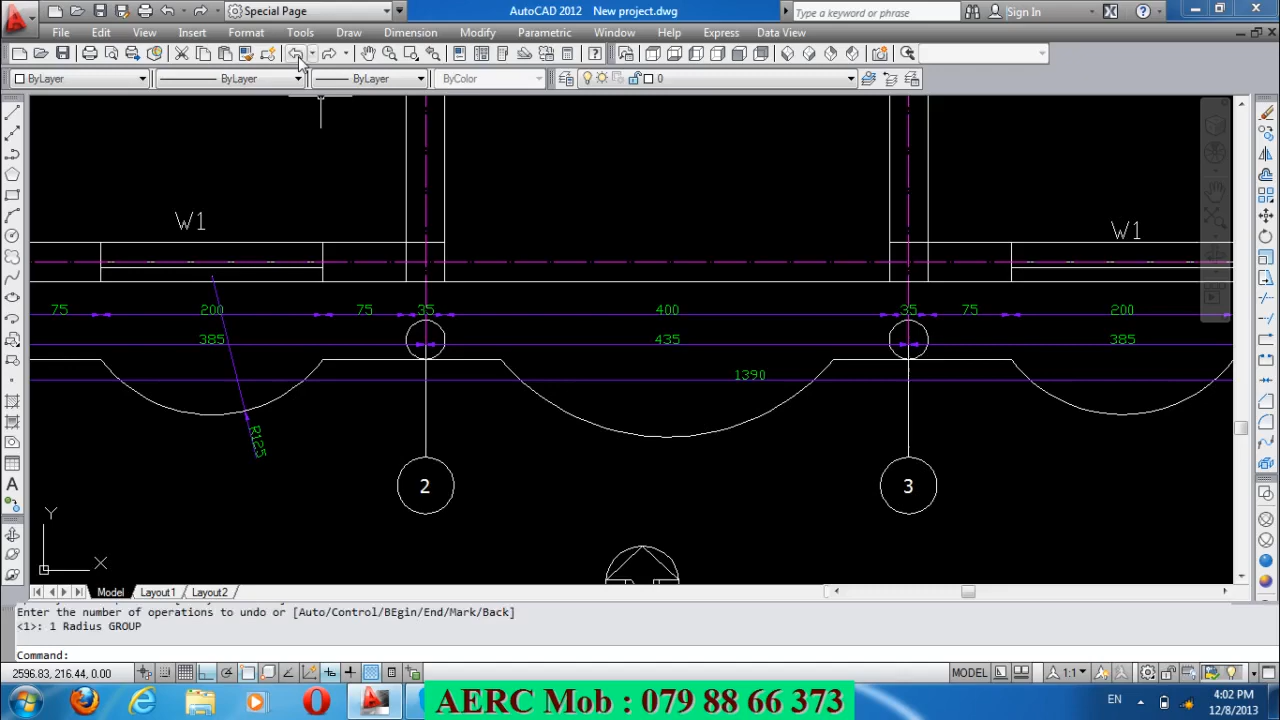 Special Page
AutoCAD 2012 New project.dwg
Type a keyword or phrase
Sign In
File Edit View Insert Format Tools Draw Dimension Modify Parametric Window Help Express Data View
ByLayer ByLayer ByLayer ByColor 0
W1 W1
75 200 75 35 400 35 75 200
385 435 385
1390
R125
2 3
Y
X
Model Layout1 Layout2
Enter the number of operations to undo or [Auto/Control/BEgin/End/Mark/Back]
<1>: 1 Radius GROUP
Command:
2596.83, 216.44, 0.00 MODEL 1:1
EN 4:02 PM
12/8/2013
AERC Mob : 079 88 66 373